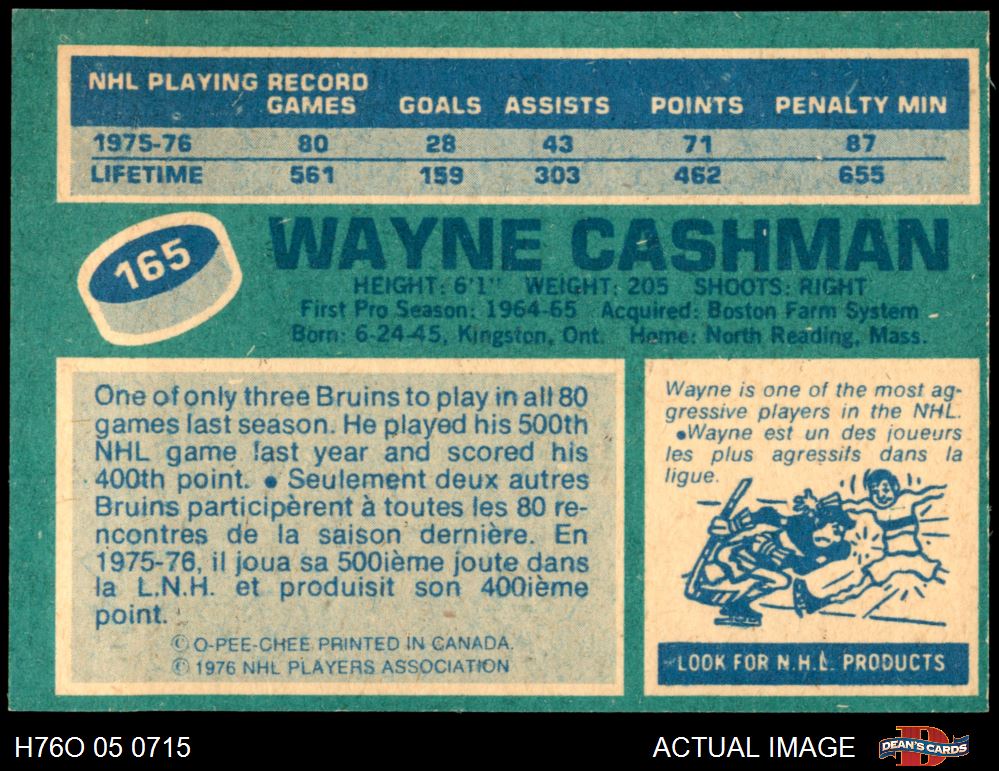 NHL PLAYING RECORD
GAMES GOALS ASSISTS POINTS PENALTY MIN
1975-76 80 28 43 71 87
LIFETIME 561 159 303 462 655
165
WAYNE CASHMAN
HEIGHT: 6'1" WEIGHT: 205 SHOOTS: RIGHT
First Pro Season: 1964-65 Acquired: Boston Farm System
Born: 6-24-45, Kingston, Ont. Home: North Reading, Mass.
One of only three Bruins to play in all 80
games last season. He played his 500th
NHL game last year and scored his
400th point. ● Seulement deux autres
Bruins participèrent à toutes les 80 re-
ncontres de la saison dernière. En
1975-76, il joua sa 500ième joute dans
la L.N.H. et produisit son 400ième
point.
© O-PEE-CHEE PRINTED IN CANADA.
© 1976 NHL PLAYERS ASSOCIATION
Wayne is one of the most ag-
gressive players in the NHL.
●Wayne est un des joueurs
les plus agressifs dans la
ligue.
LOOK FOR N.H.L. PRODUCTS
H76O 05 0715
ACTUAL IMAGE
DEAN'S CARDS